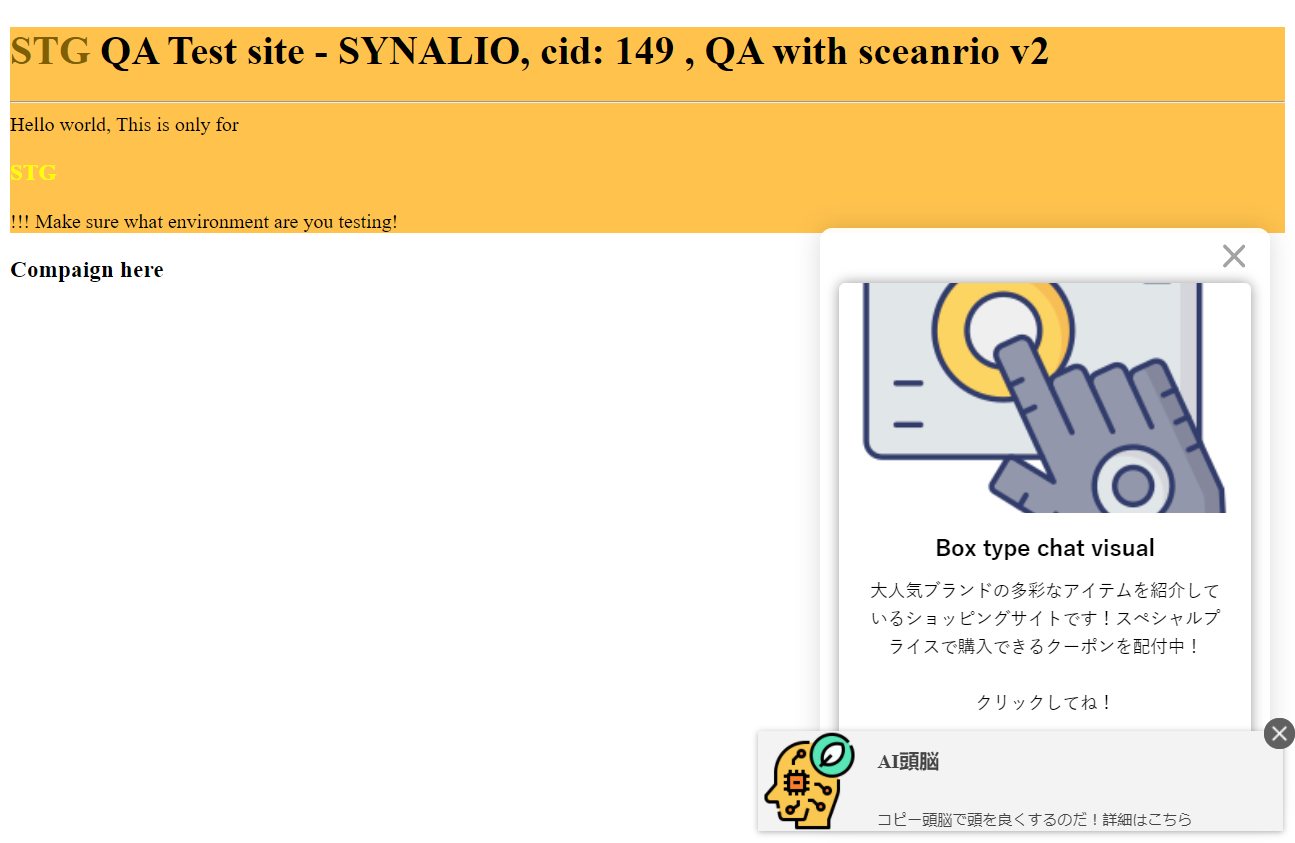 STG QA Test site - SYNALIO, cid: 149 , QA with sceanrio v2
Hello world, This is only for
STG
!!! Make sure what environment are you testing!
Compaign here
Box type chat visual
大人気ブランドの多彩なアイテムを紹介して
いるショッピングサイトです！スペシャルプ
ライスで購入できるクーポンを配付中！
クリックしてね！
AI頭脳
コピー頭脳で頭を良くするのだ！詳細はこちら